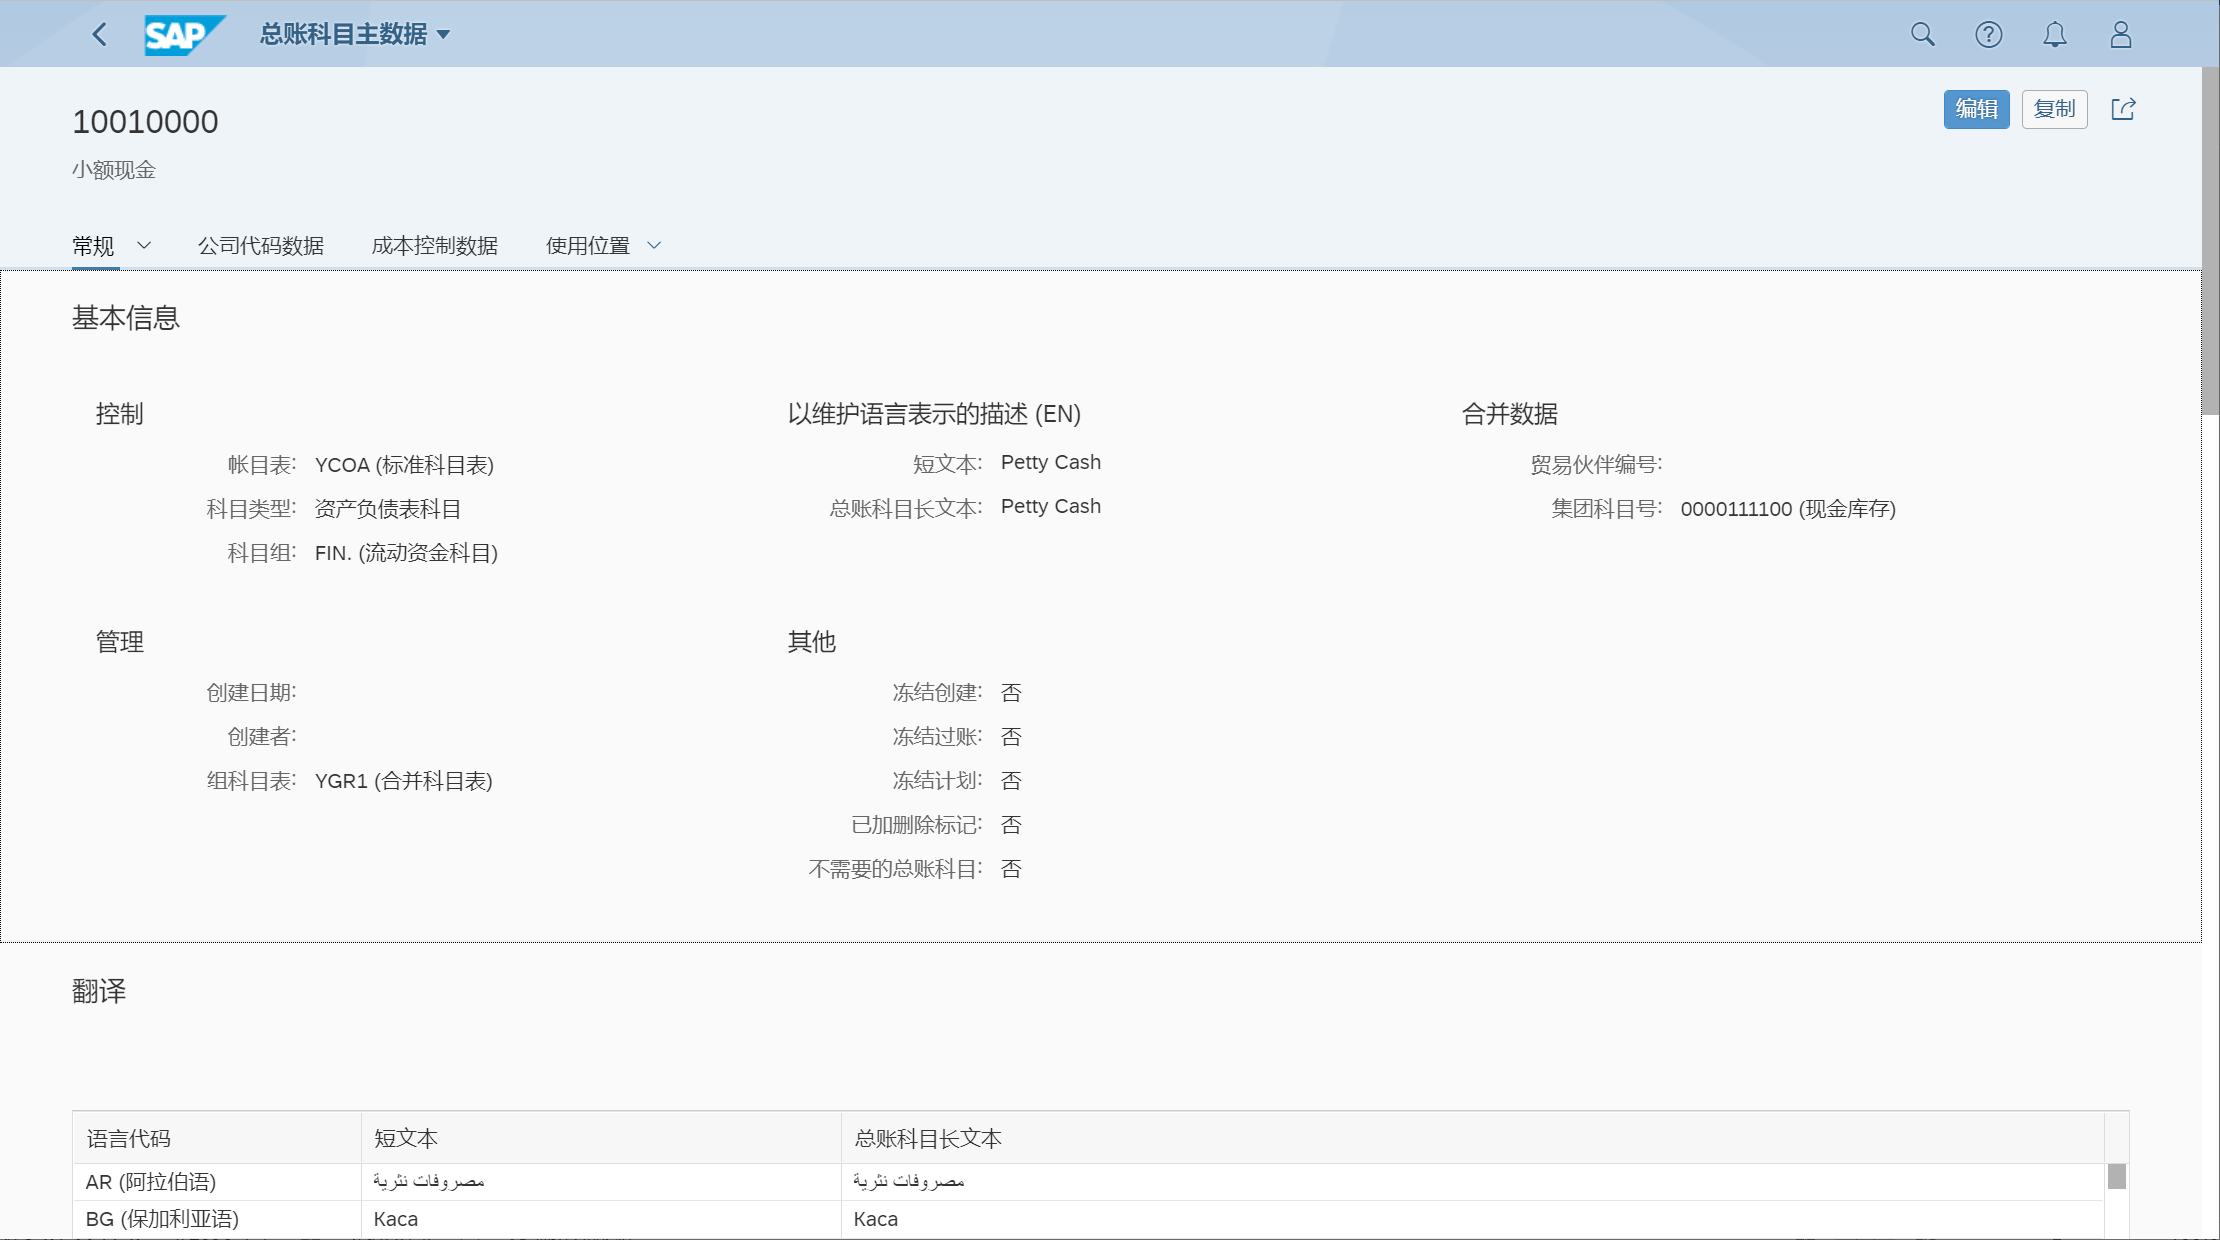 SAP 总账科目主数据
10010000
编辑 复制
小额现金
常规 公司代码数据 成本控制数据 使用位置
基本信息
控制
帐目表: YCOA (标准科目表)
科目类型: 资产负债表科目
科目组: FIN. (流动资金科目)
以维护语言表示的描述 (EN)
短文本: Petty Cash
总账科目长文本: Petty Cash
合并数据
贸易伙伴编号:
集团科目号: 0000111100 (现金库存)
管理
创建日期:
创建者:
组科目表: YGR1 (合并科目表)
其他
冻结创建: 否
冻结过账: 否
冻结计划: 否
已加删除标记: 否
不需要的总账科目: 否
翻译
语言代码 短文本 总账科目长文本
AR (阿拉伯语) مصروفات نثرية مصروفات نثرية
BG (保加利亚语) Kaca Kaca